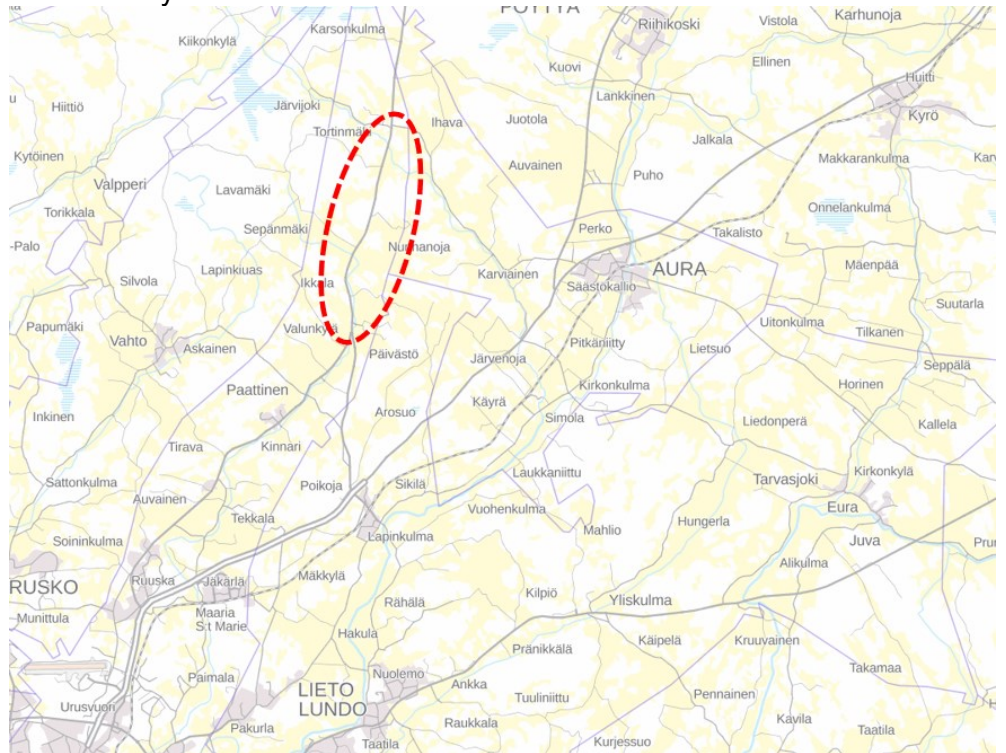 PÖYTYÄ
Karsonkulma
Riihikoski
Vistola
Karhunoja
Kiikonkylä
Kuovi
Ellinen
Huitti
Hiittiö
Järvijoki
Lankkinen
Tortinmäki
Ihava
Juotola
Kyrö
Jalkala
Kytöinen
Auvainen
Makkarankulma
Valpperi
Lavamäki
Puho
Torikkala
Onnelankulma
Sepänmäki
Perko
Takalisto
-Palo
Nunnanoja
Lapinkiuas
Karviainen
AURA
Mäenpää
Silvola
Ikkala
Säästokallio
Suutarla
Papumäki
Valunkylä
Uitonkulma
Tilkanen
Vahto
Askainen
Päivästö
Järvenoja
Pitkäniitty
Lietsuo
Seppälä
Paattinen
Kirkonkulma
Horinen
Käyrä
Inkinen
Arosuo
Simola
Liedonperä
Kallela
Tirava
Kinnari
Laukkaniittu
Kirkonkylä
Sattonkulma
Poikoja
Sikilä
Tarvasjoki
Auvainen
Vuohenkulma
Eura
Tekkala
Mahlio
Hungerla
Soininkulma
Lapinkulma
Juva
Prun
Alikulma
RUSKO
Ruuska
Jäkärlä
Mäkkylä
Kilpiö
Yliskulma
Munittula
Maaria
S:t Marie
Rähälä
Hakula
Pränikkälä
Käipelä
Kruuvainen
Takamaa
Paimala
Nuolemo
Ankka
LIETO
LUNDO
Tuuliniittu
Pennainen
Urusvuori
Pakurla
Raukkala
Kavila
Taatila
Taatila
Kurjessuo